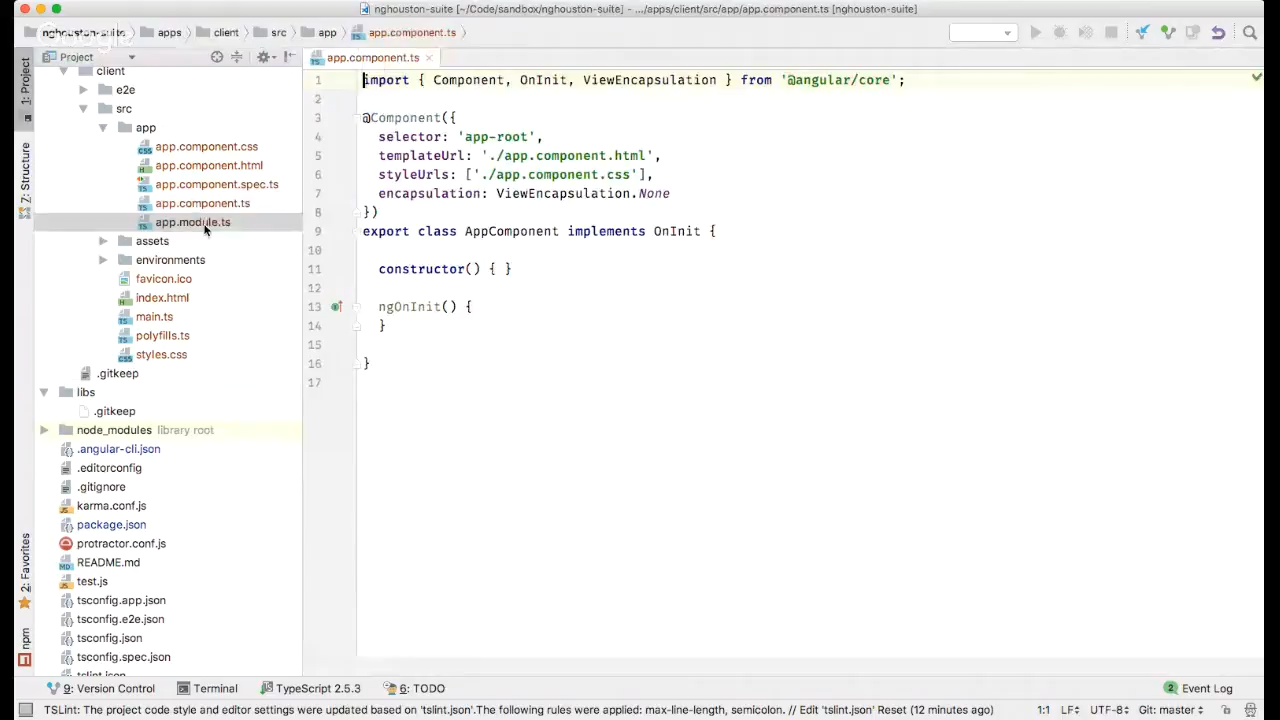 nghouston-suite [~/Code/sandbox/nghouston-suite] - .../apps/client/src/app/app.component.ts [nghouston-suite]
nghouston-suite apps client src app app.component.ts
Google
Project
app.component.ts
1: Project
Z: Structure
2: Favorites
npm
client
e2e
src
app
app.component.css
app.component.html
app.component.spec.ts
app.component.ts
app.module.ts
assets
environments
favicon.ico
index.html
main.ts
polyfills.ts
styles.css
.gitkeep
libs
.gitkeep
node_modules library root
.angular-cli.json
.editorconfig
.gitignore
karma.conf.js
package.json
protractor.conf.js
README.md
test.js
tsconfig.app.json
tsconfig.e2e.json
tsconfig.json
tsconfig.spec.json
tslint.json
1 import { Component, OnInit, ViewEncapsulation } from '@angular/core';
2
3 @Component({
4 selector: 'app-root',
5 templateUrl: './app.component.html',
6 styleUrls: ['./app.component.css'],
7 encapsulation: ViewEncapsulation.None
8 })
9 export class AppComponent implements OnInit {
10
11 constructor() { }
12
13 ngOnInit() {
14 }
15
16 }
17
9: Version Control Terminal TypeScript 2.5.3 6: TODO 2 Event Log
TSLint: The project code style and editor settings were updated based on 'tslint.json'.The following rules were applied: max-line-length, semicolon. // Edit 'tslint.json' Reset (12 minutes ago) 1:1 LF÷ UTF-8÷ Git: master÷